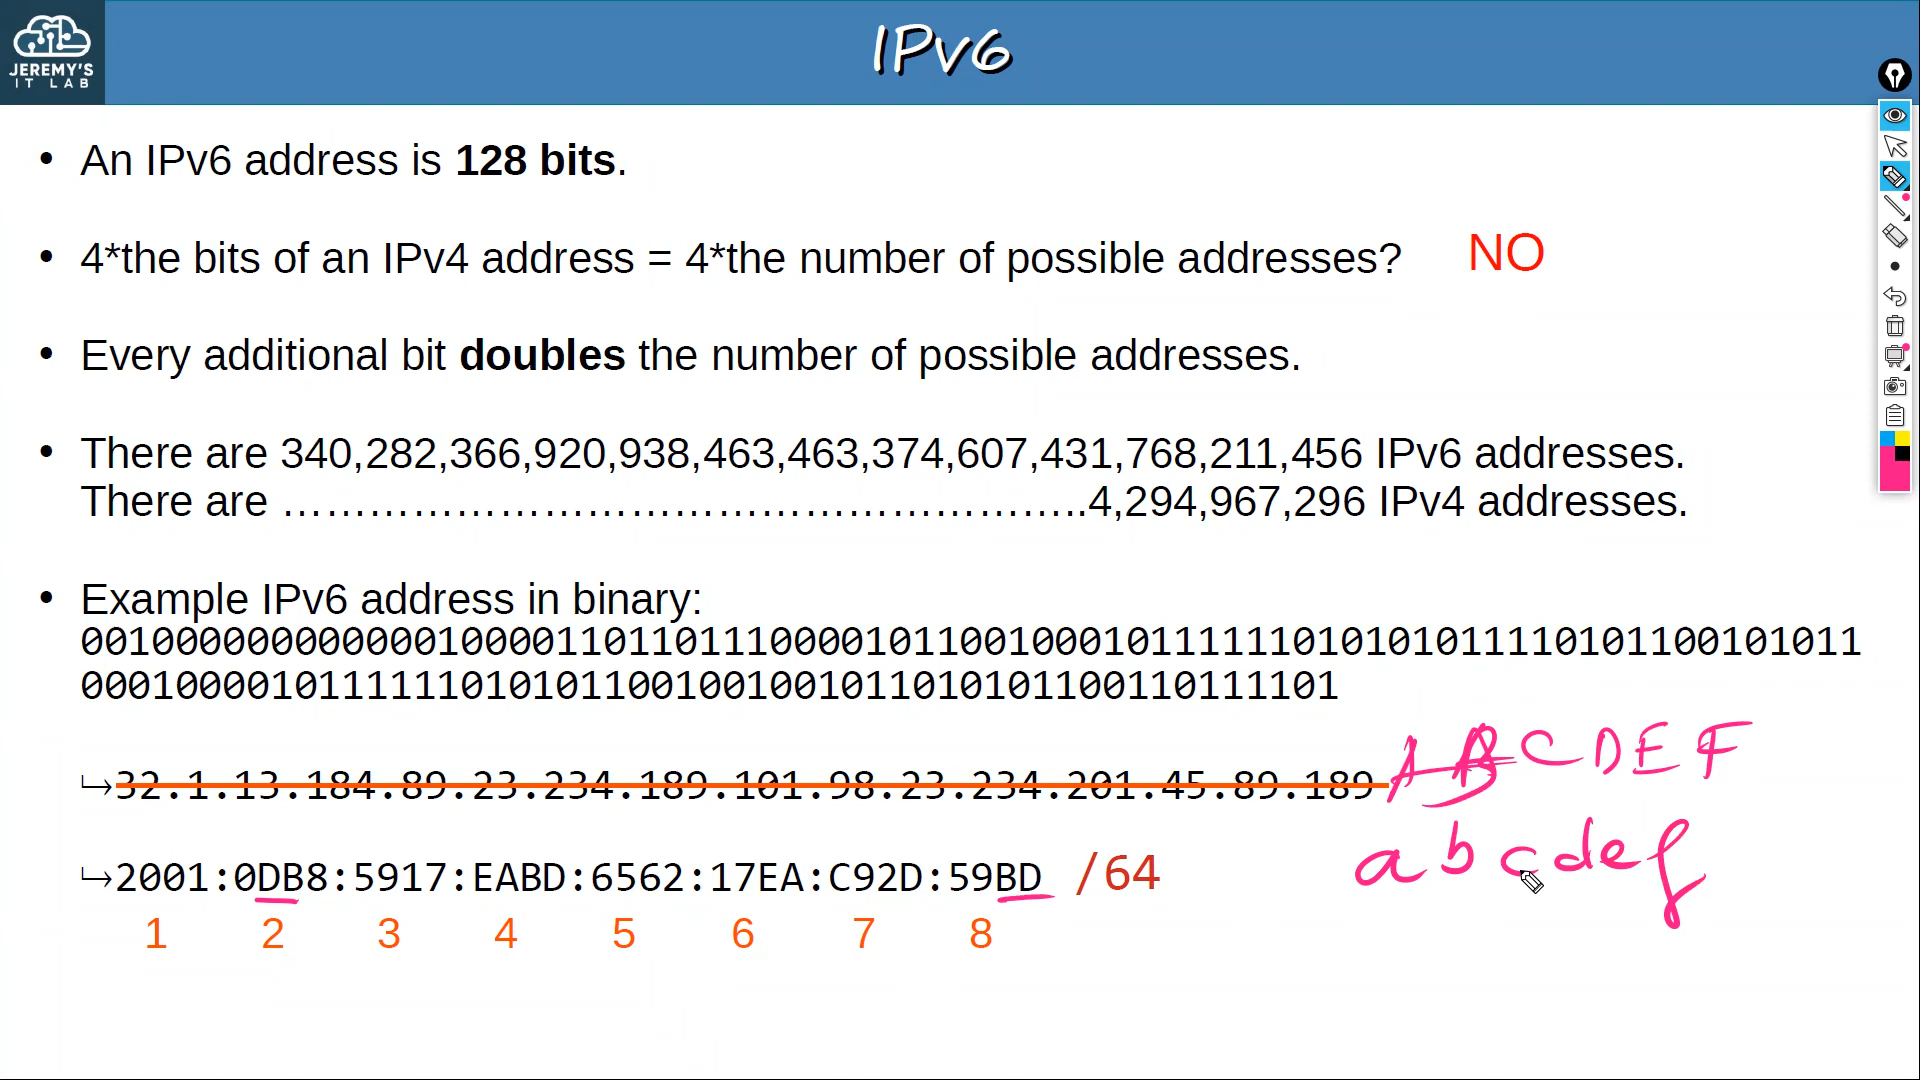 JEREMY'S
IT LAB
IPv6
• An IPv6 address is 128 bits.
• 4*the bits of an IPv4 address = 4*the number of possible addresses? NO
• Every additional bit doubles the number of possible addresses.
• There are 340,282,366,920,938,463,463,374,607,431,768,211,456 IPv6 addresses.
There are …………………………………………………..4,294,967,296 IPv4 addresses.
• Example IPv6 address in binary:
001000000000000100001101101110000101100100010111111010101011110101100101011
00010000101111110101011001001001011010101100110111101
↪32.1.13.184.89.23.234.189.101.98.23.234.201.45.89.189
A B C D E F
↪2001:0DB8:5917:EABD:6562:17EA:C92D:59BD /64
a b c d e f
1 2 3 4 5 6 7 8